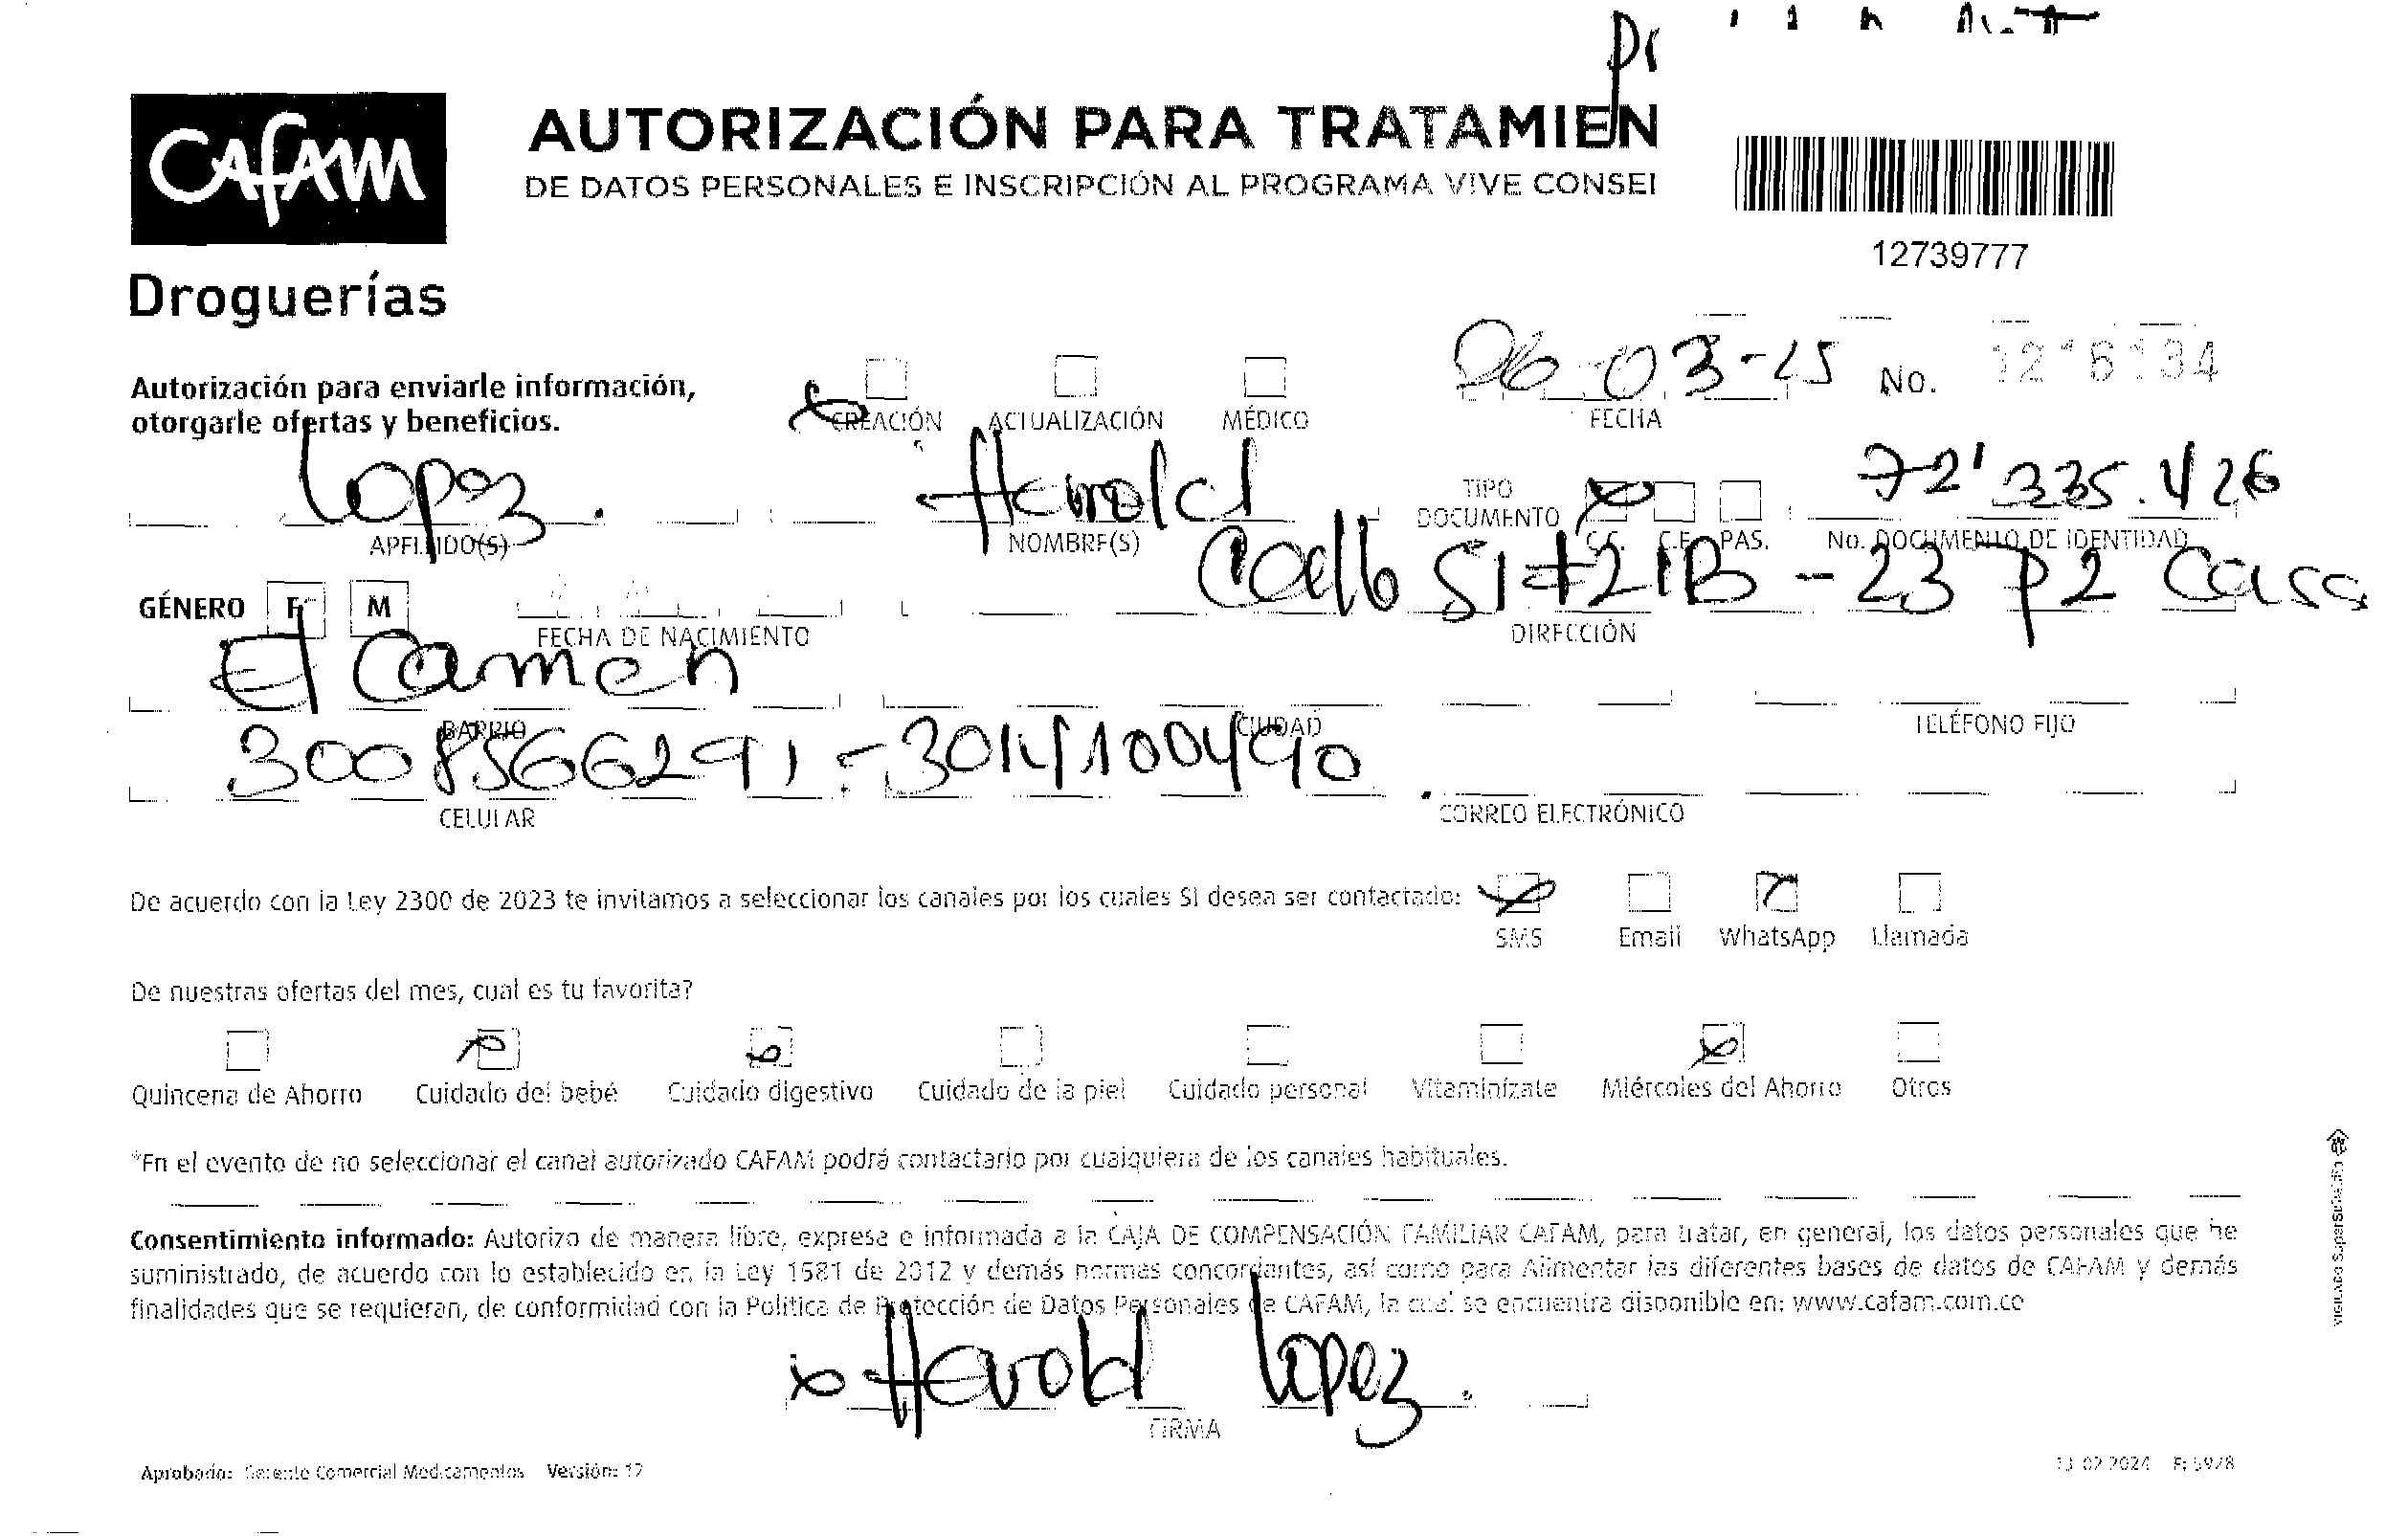 CAFAM
Droguerías
AUTORIZACIÓN PARA TRATAMIEN
DE DATOS PERSONALES E INSCRIPCIÓN AL PROGRAMA VIVE CONSEI
12739777
Autorización para enviarle información,
otorgarle ofertas y beneficios.
CREACIÓN ACTUALIZACIÓN MÉDICO
06-03-25 No.
FECHA
Lopez. Herold 72'335.426
APELLIDO(S) NOMBRE(S) TIPO DOCUMENTO C.C. C.E. PAS. No. DOCUMENTO DE IDENTIDAD
GÉNERO F M Calle 51 #21B - 23 P2 Casa
FECHA DE NACIMIENTO DIRECCIÓN
El Carmen
BARRIO CIUDAD TELÉFONO FIJO
3008566291 - 3014100490
CELULAR CORREO ELECTRÓNICO
De acuerdo con la Ley 2300 de 2023 te invitamos a seleccionar los canales por los cuales SI desea ser contactado:
SMS Email WhatsApp Llamada
De nuestras ofertas del mes, cual es tu favorita?
Quincena de Ahorro Cuidado del bebé Cuidado digestivo Cuidado de la piel Cuidado personal Vitaminízate Miércoles del Ahorro Otros
*En el evento de no seleccionar el canal autorizado CAFAM podrá contactarlo por cualquiera de los canales habituales.
Consentimiento informado: Autorizo de manera libre, expresa e informada a la CAJA DE COMPENSACIÓN FAMILIAR CAFAM, para tratar, en general, los datos personales que he
suministrado, de acuerdo con lo establecido en la Ley 1581 de 2012 y demás normas concordantes, así como para Alimentar las diferentes bases de datos de CAFAM y demás
finalidades que se requieran, de conformidad con la Política de Protección de Datos Personales de CAFAM, la cual se encuentra disponible en: www.cafam.com.co
x Herold Lopez.
FIRMA
Aprobado: Gerente Comercial Medicamentos Versión: 12
13 02 2024
VIGILADO SuperSubsidio